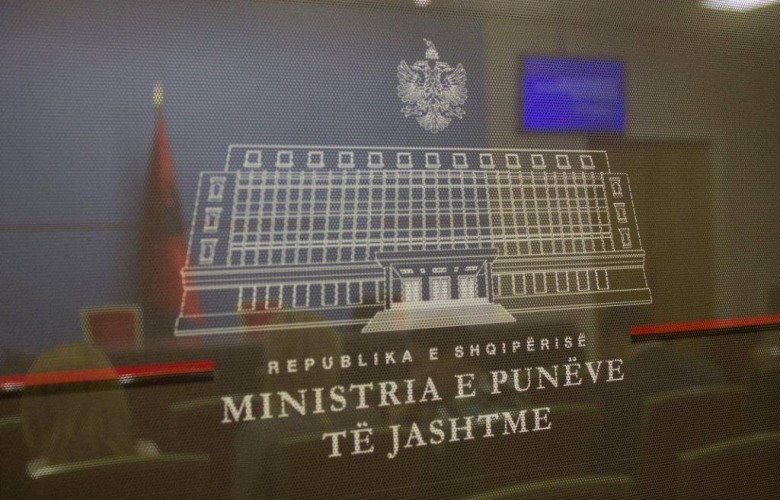 REPUBLIKA E SHQIPËRISË
MINISTRIA E PUNËVE
TË JASHTME